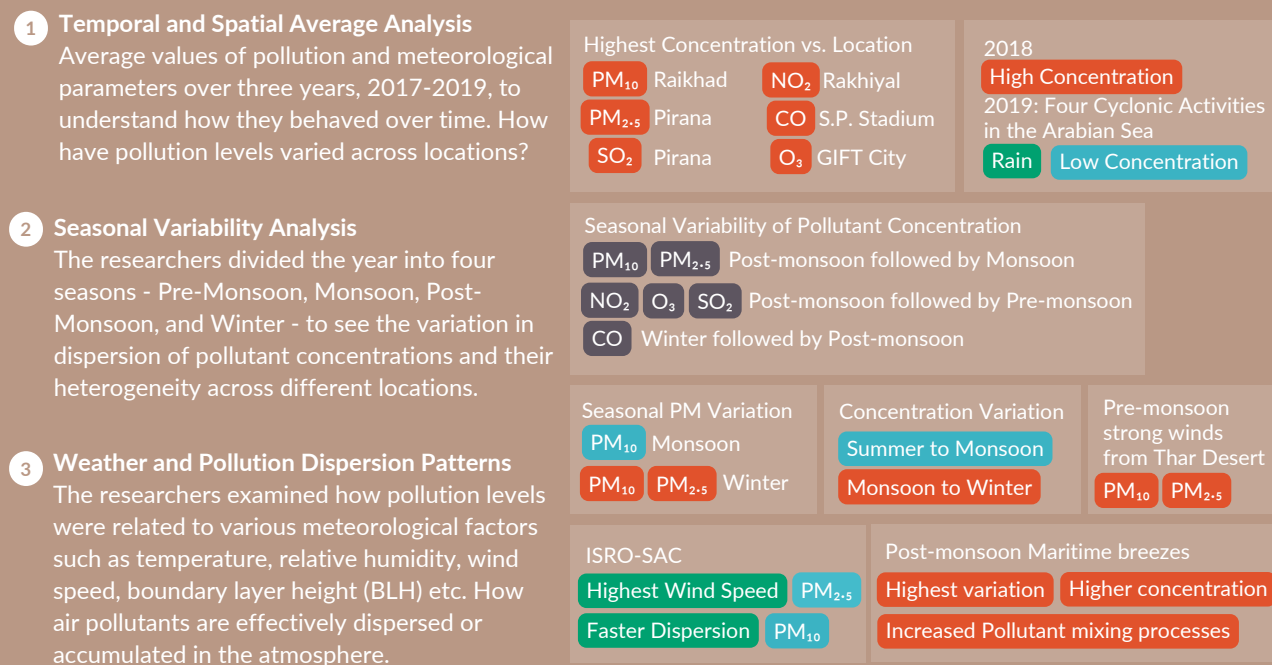 1 Temporal and Spatial Average Analysis
Average values of pollution and meteorological
parameters over three years, 2017-2019, to
understand how they behaved over time. How
have pollution levels varied across locations?
Highest Concentration vs. Location
PM₁₀ Raikhad NO₂ Rakhiyal
PM₂.₅ Pirana CO S.P. Stadium
SO₂ Pirana O₃ GIFT City
2018
High Concentration
2019: Four Cyclonic Activities
in the Arabian Sea
Rain Low Concentration
2 Seasonal Variability Analysis
The researchers divided the year into four
seasons - Pre-Monsoon, Monsoon, Post-
Monsoon, and Winter - to see the variation in
dispersion of pollutant concentrations and their
heterogeneity across different locations.
Seasonal Variability of Pollutant Concentration
PM₁₀ PM₂.₅ Post-monsoon followed by Monsoon
NO₂ O₃ SO₂ Post-monsoon followed by Pre-monsoon
CO Winter followed by Post-monsoon
Seasonal PM Variation
PM₁₀ Monsoon
PM₁₀ PM₂.₅ Winter
Concentration Variation
Summer to Monsoon
Monsoon to Winter
Pre-monsoon
strong winds
from Thar Desert
PM₁₀ PM₂.₅
3 Weather and Pollution Dispersion Patterns
The researchers examined how pollution levels
were related to various meteorological factors
such as temperature, relative humidity, wind
speed, boundary layer height (BLH) etc. How
air pollutants are effectively dispersed or
accumulated in the atmosphere.
ISRO-SAC
Highest Wind Speed PM₂.₅
Faster Dispersion PM₁₀
Post-monsoon Maritime breezes
Highest variation Higher concentration
Increased Pollutant mixing processes